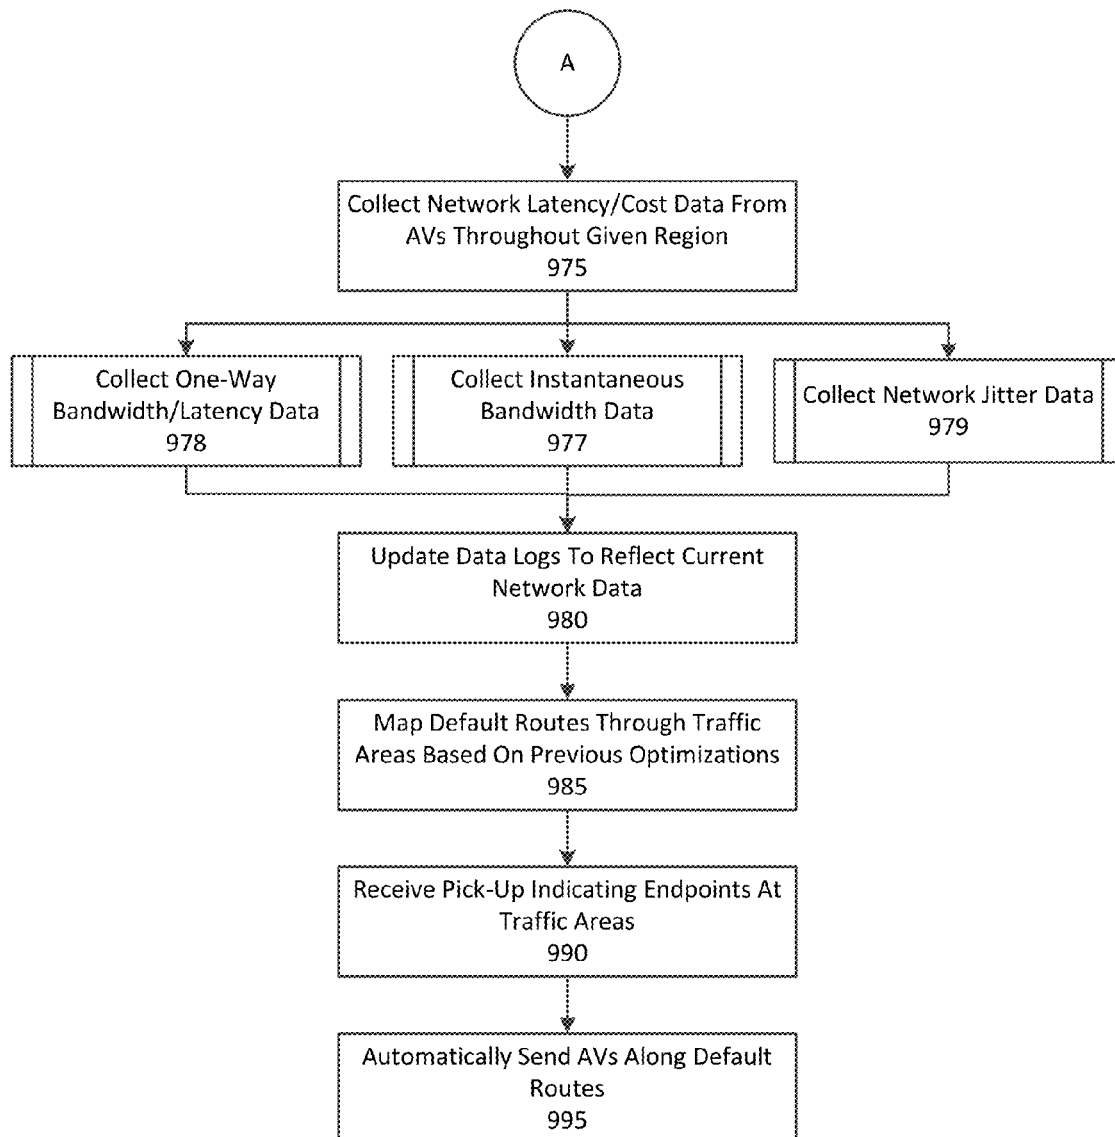 A
Collect Network Latency/Cost Data From
AVs Throughout Given Region
975
Collect One-Way
Bandwidth/Latency Data
978
Collect Instantaneous
Bandwidth Data
977
Collect Network Jitter Data
979
Update Data Logs To Reflect Current
Network Data
980
Map Default Routes Through Traffic
Areas Based On Previous Optimizations
985
Receive Pick-Up Indicating Endpoints At
Traffic Areas
990
Automatically Send AVs Along Default
Routes
995